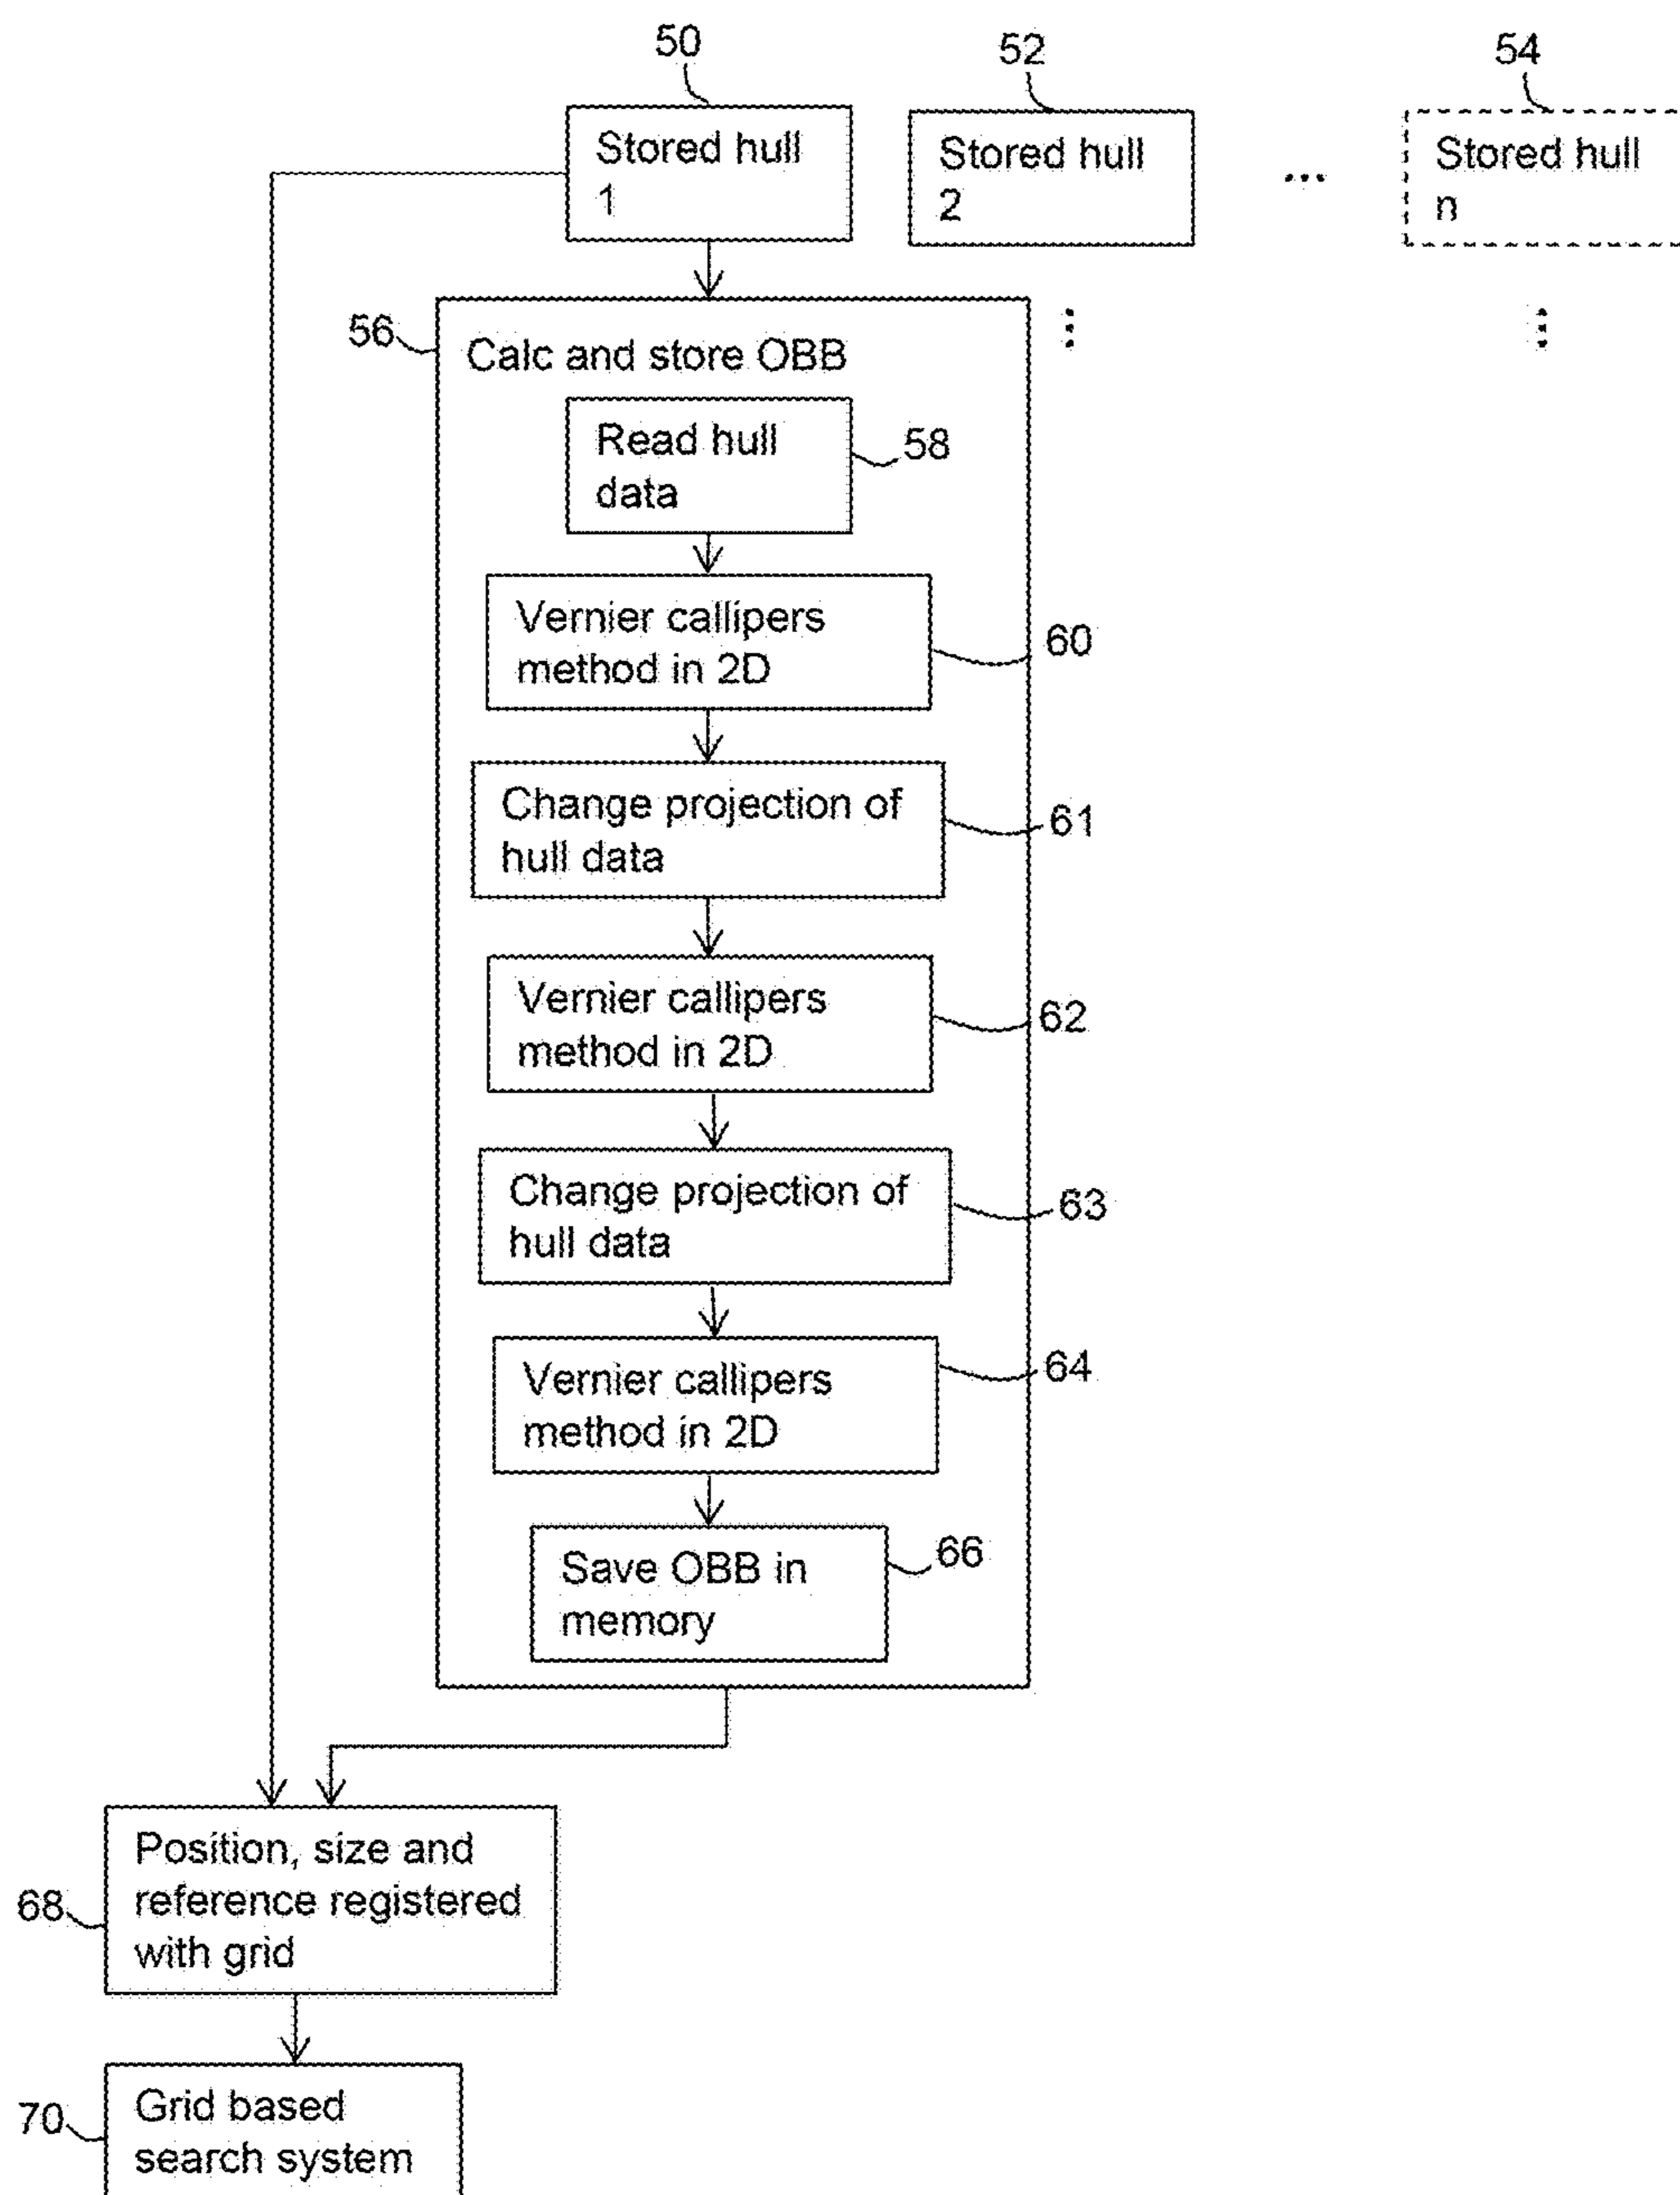 50
52
54
Stored hull
1
Stored hull
2
...
Stored hull
n
56
Calc and store OBB
Read hull
data
58
Vernier callipers
method in 2D
60
Change projection of
hull data
61
Vernier callipers
method in 2D
62
Change projection of
hull data
63
Vernier callipers
method in 2D
64
Save OBB in
memory
66
68
Position, size and
reference registered
with grid
70
Grid based
search system